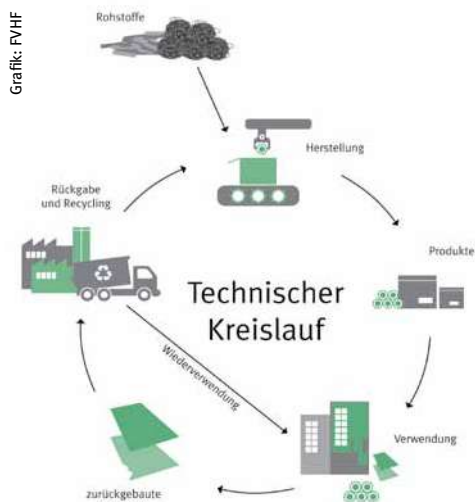 Grafik: FVHF
Rohstoffe
Herstellung
Rückgabe
und Recycling
Produkte
Technischer
Kreislauf
Wiederverwendung
Verwendung
zurückgebaute